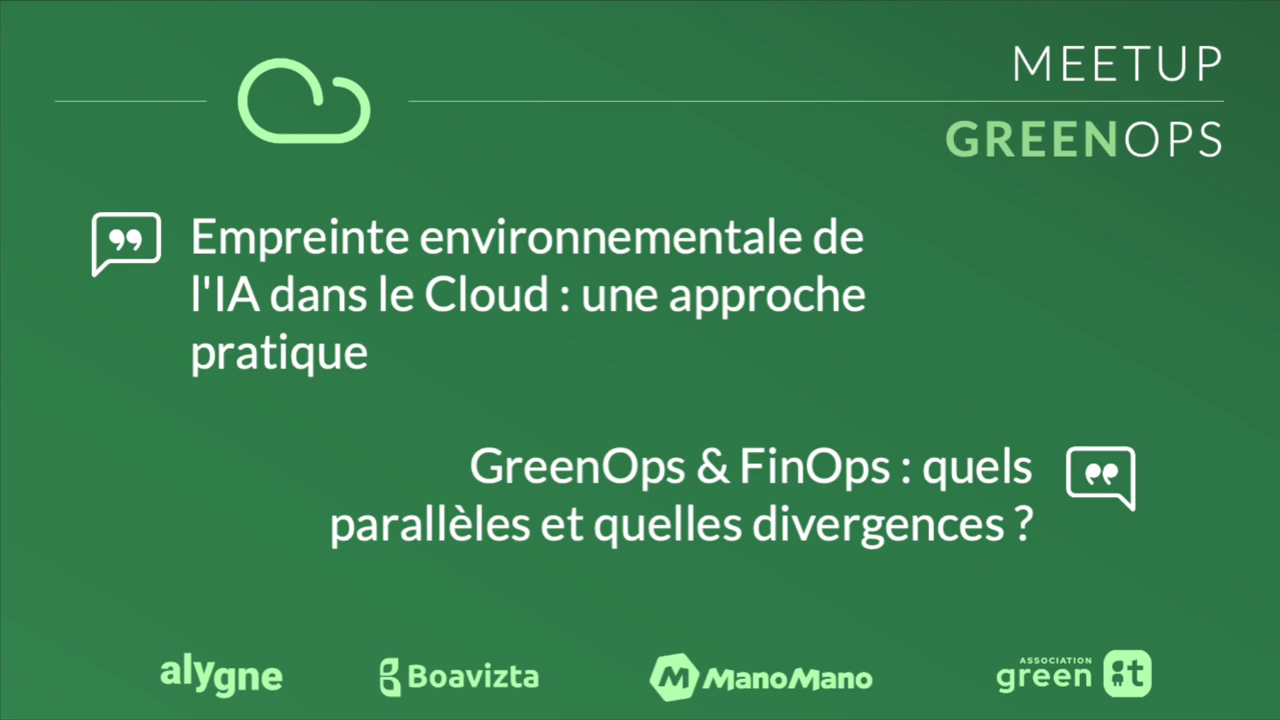 MEETUP
GREENOPS
Empreinte environnementale de
l'IA dans le Cloud : une approche
pratique
GreenOps & FinOps : quels
parallèles et quelles divergences ?
alygne
Boavizta
ManoMano
ASSOCIATION
green it